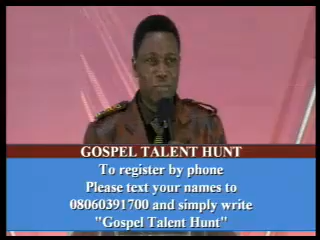 GOSPEL TALENT HUNT
To register by phone
Please text your names to
08060391700 and simply write
"Gospel Talent Hunt"